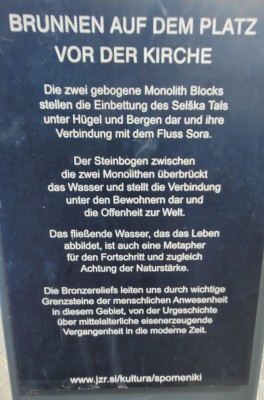 BRUNNEN AUF DEM PLATZ
VOR DER KIRCHE
Die zwei gebogene Monolith Blocks
stellen die Einbettung des Selška Tals
unter Hügel und Bergen dar und ihre
Verbindung mit dem Fluss Sora.
Der Steinbogen zwischen
die zwei Monolithen überbrückt
das Wasser und stellt die Verbindung
unter den Bewohnern dar und
die Offenheit zur Welt.
Das fließende Wasser, das das Leben
abbildet, ist auch eine Metapher
für den Fortschritt und zugleich
Achtung der Naturstärke.
Die Bronzereliefs leiten uns durch wichtige
Grenzsteine der menschlichen Anwesenheit
in diesem Gebiet, von der Urgeschichte
über mittelalterliche eisenerzeugende
Vergangenheit in die moderne Zeit.
www.jzr.si/kultura/spomeniki